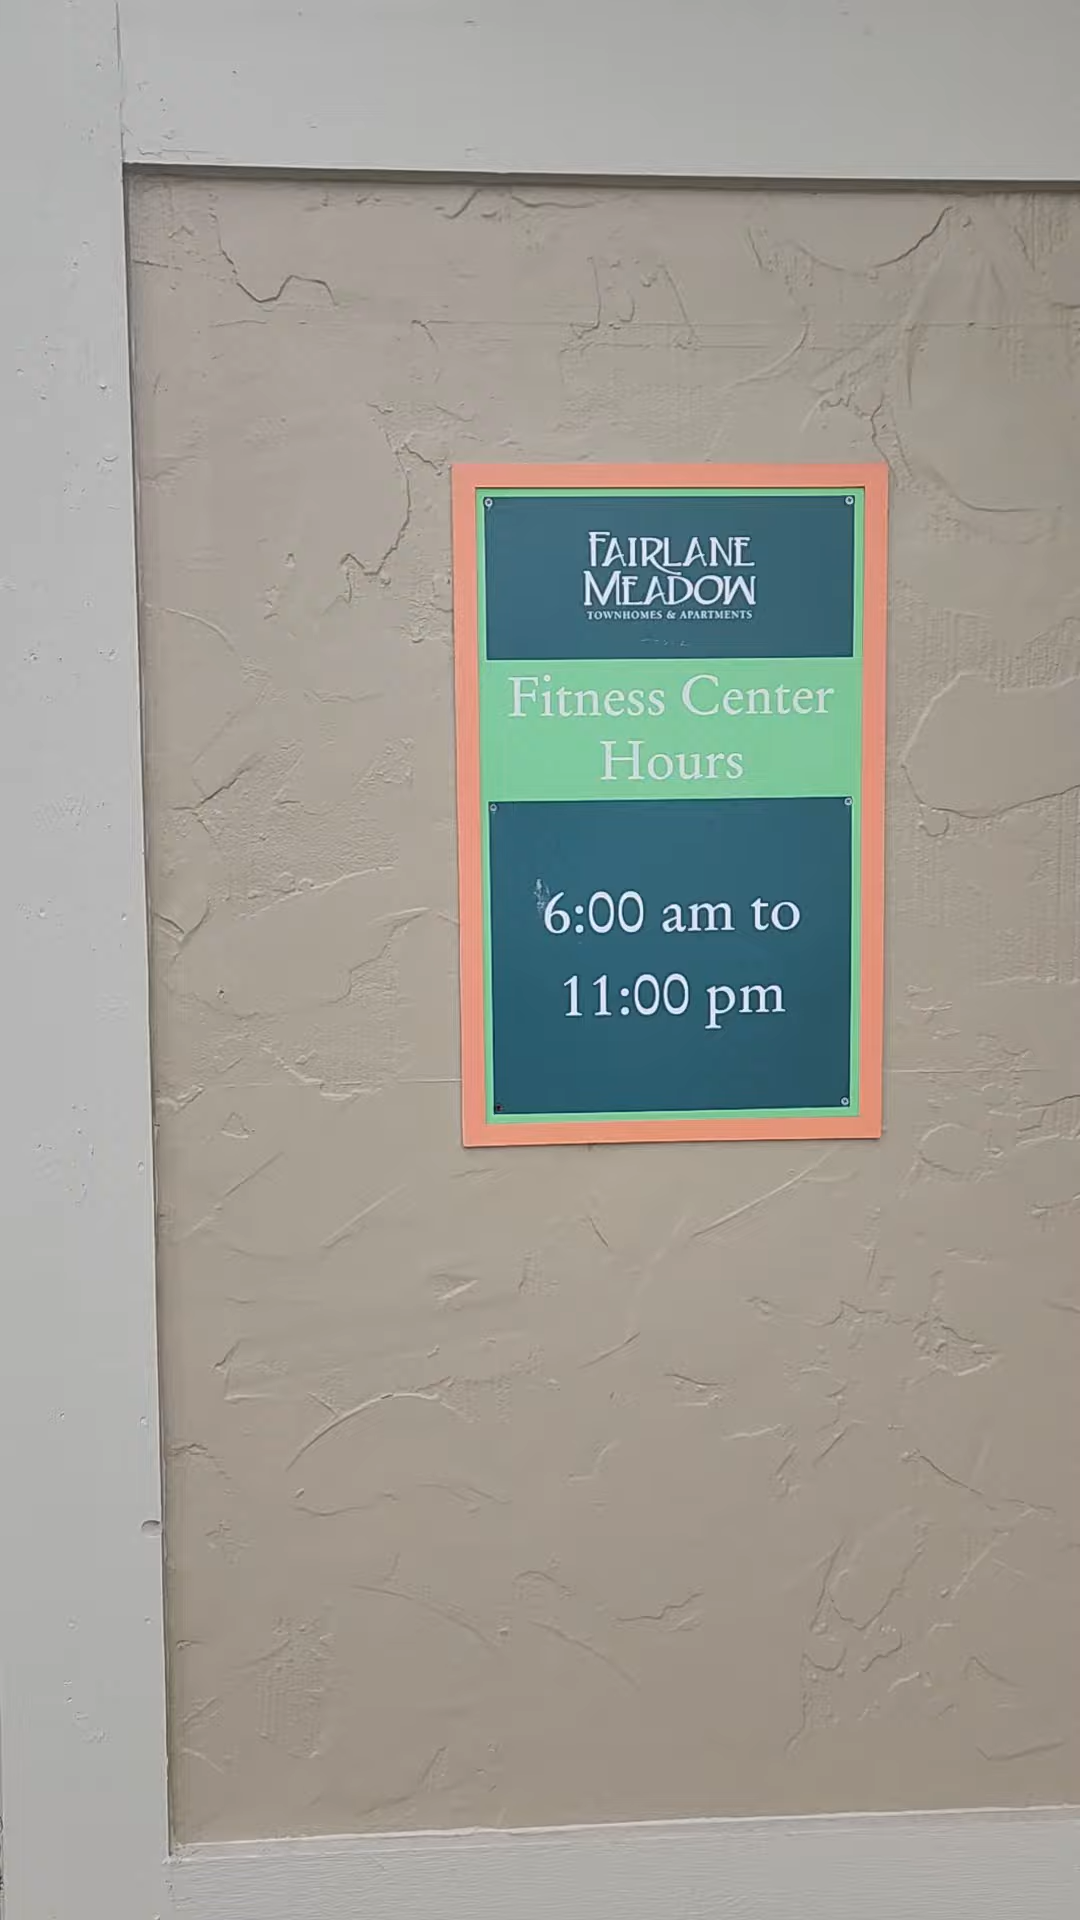 FAIRLANE
MEADOW
TOWNHOMES & APARTMENTS
Fitness Center
Hours
6:00 am to
11:00 pm